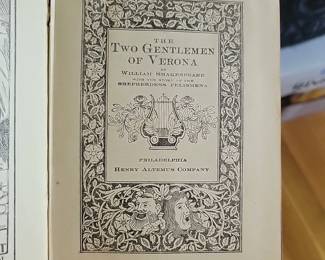 THE
TWO GENTLEMEN
OF VERONA
BY
WILLIAM SHAKESPEARE
WITH THE STORY OF THE
SHEPHERDESS FELISMENA
PHILADELPHIA
HENRY ALTEMUS COMPANY